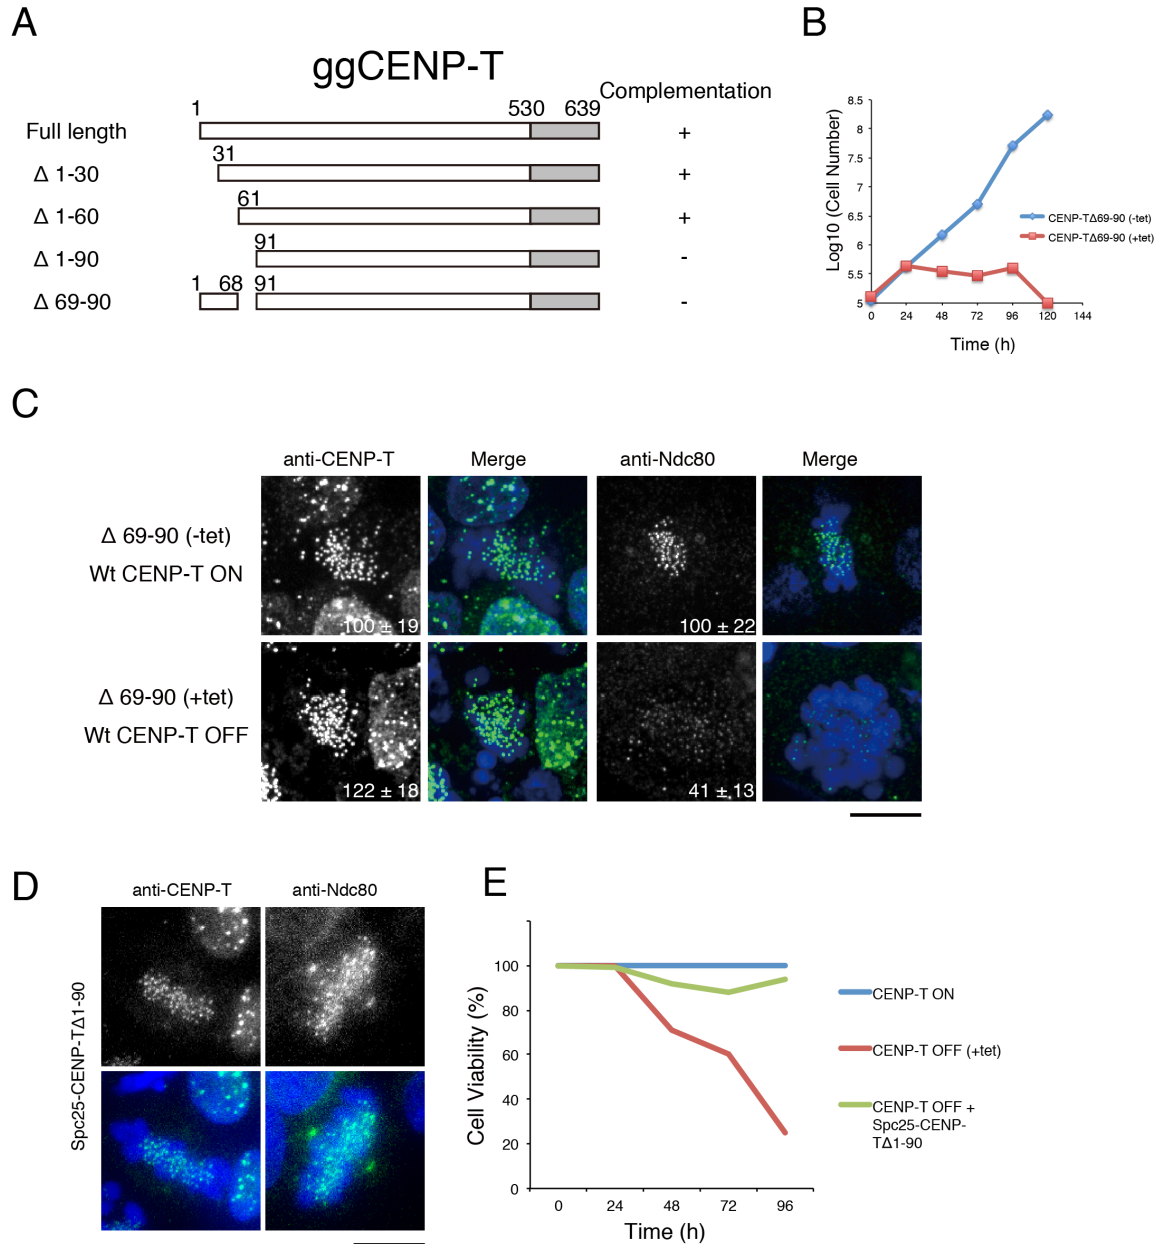 A
ggCENP-T
Complementation
1 530 639
Full length +
31
Δ 1-30 +
61
Δ 1-60 +
91
Δ 1-90 -
1 68 91
Δ 69-90 -
B
Log10 (Cell Number)
8.5
8
7.5
7
6.5
6
5.5
5
0 24 48 72 96 120 144
Time (h)
CENP-TΔ69-90 (-tet)
CENP-TΔ69-90 (+tet)
C
anti-CENP-T Merge anti-Ndc80 Merge
Δ 69-90 (-tet)
Wt CENP-T ON
100 ± 19 100 ± 22
Δ 69-90 (+tet)
Wt CENP-T OFF
122 ± 18 41 ± 13
D
anti-CENP-T anti-Ndc80
Spc25-CENP-TΔ1-90
E
Cell Viability (%)
100
80
60
40
20
0
0 24 48 72 96
Time (h)
CENP-T ON
CENP-T OFF (+tet)
CENP-T OFF +
Spc25-CENP-
TΔ1-90